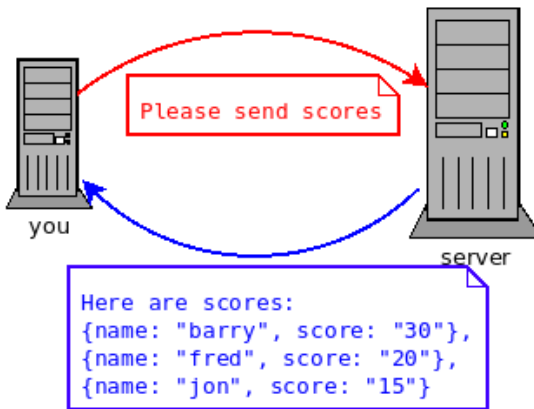 Please send scores
you
server
Here are scores:
{name: "barry", score: "30"},
{name: "fred", score: "20"},
{name: "jon", score: "15"}